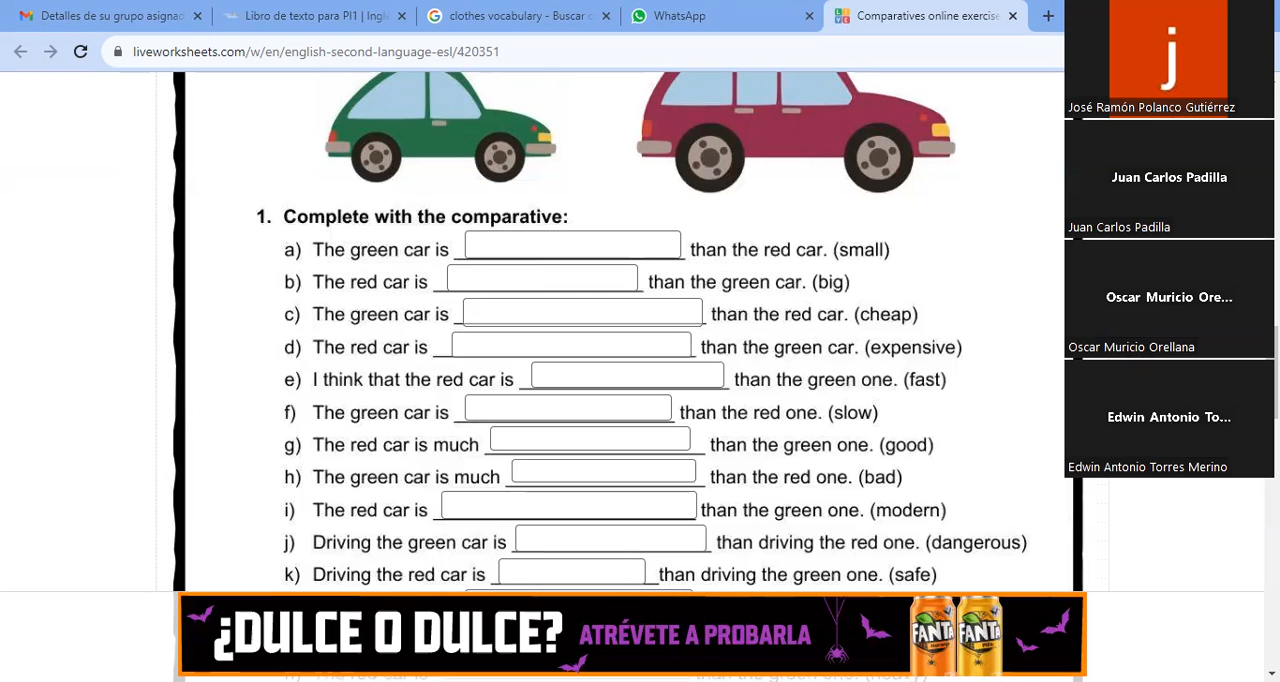 Detalles de su grupo asignad
Libro de texto para PI1 | Ingl
clothes vocabulary - Buscar c
WhatsApp
Comparatives online exercise
liveworksheets.com/w/en/english-second-language-esl/420351
j
José Ramón Polanco Gutiérrez
Juan Carlos Padilla
Juan Carlos Padilla
Oscar Muricio Ore...
Oscar Muricio Orellana
Edwin Antonio To...
Edwin Antonio Torres Merino
1. Complete with the comparative:
a) The green car is than the red car. (small)
b) The red car is than the green car. (big)
c) The green car is than the red car. (cheap)
d) The red car is than the green car. (expensive)
e) I think that the red car is than the green one. (fast)
f) The green car is than the red one. (slow)
g) The red car is much than the green one. (good)
h) The green car is much than the red one. (bad)
i) The red car is than the green one. (modern)
j) Driving the green car is than driving the red one. (dangerous)
k) Driving the red car is than driving the green one. (safe)
¿DULCE O DULCE? ATRÉVETE A PROBARLA
FANTA FANTA